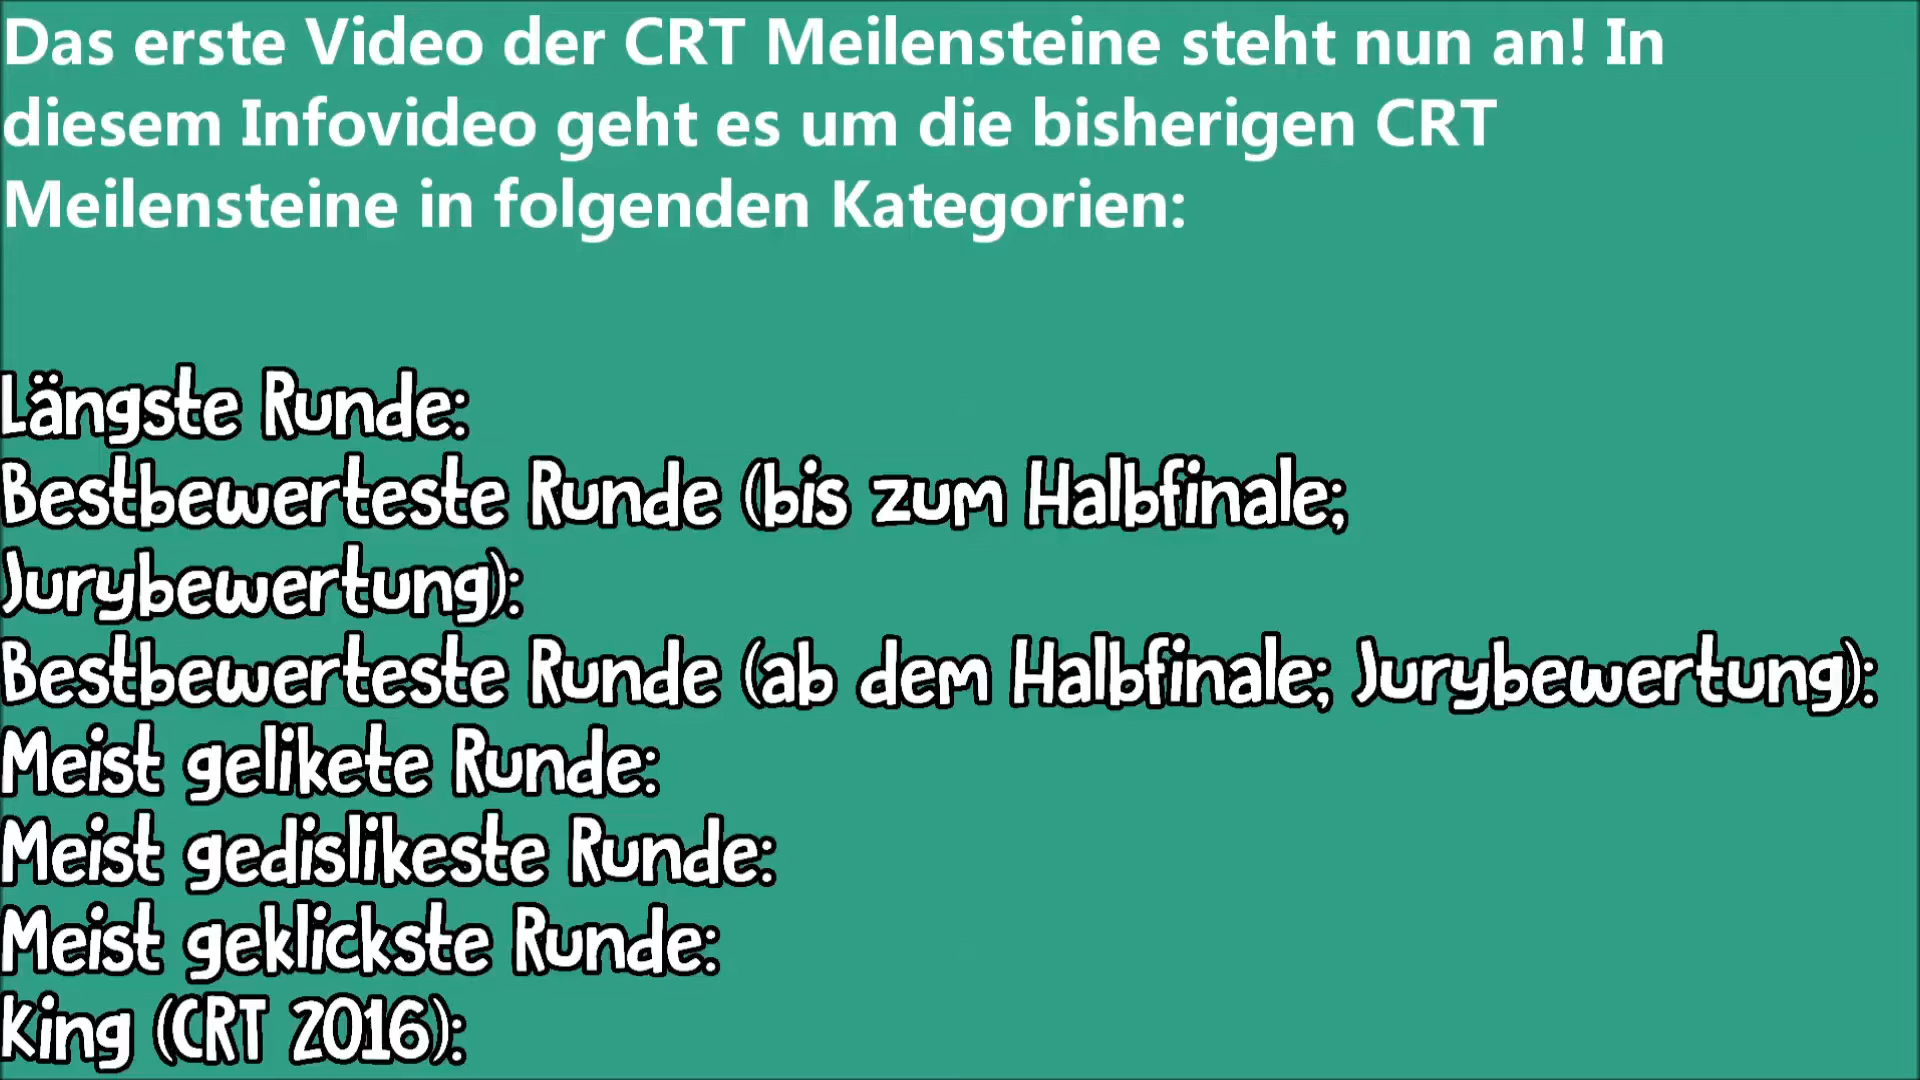 Das erste Video der CRT Meilensteine steht nun an! In
diesem Infovideo geht es um die bisherigen CRT
Meilensteine in folgenden Kategorien:
Längste Runde:
Bestbewerteste Runde (bis zum Halbfinale;
Jurybewertung):
Bestbewerteste Runde (ab dem Halbfinale; Jurybewertung):
Meist gelikete Runde:
Meist gedislikeste Runde:
Meist geklickste Runde:
King (CRT 2016):